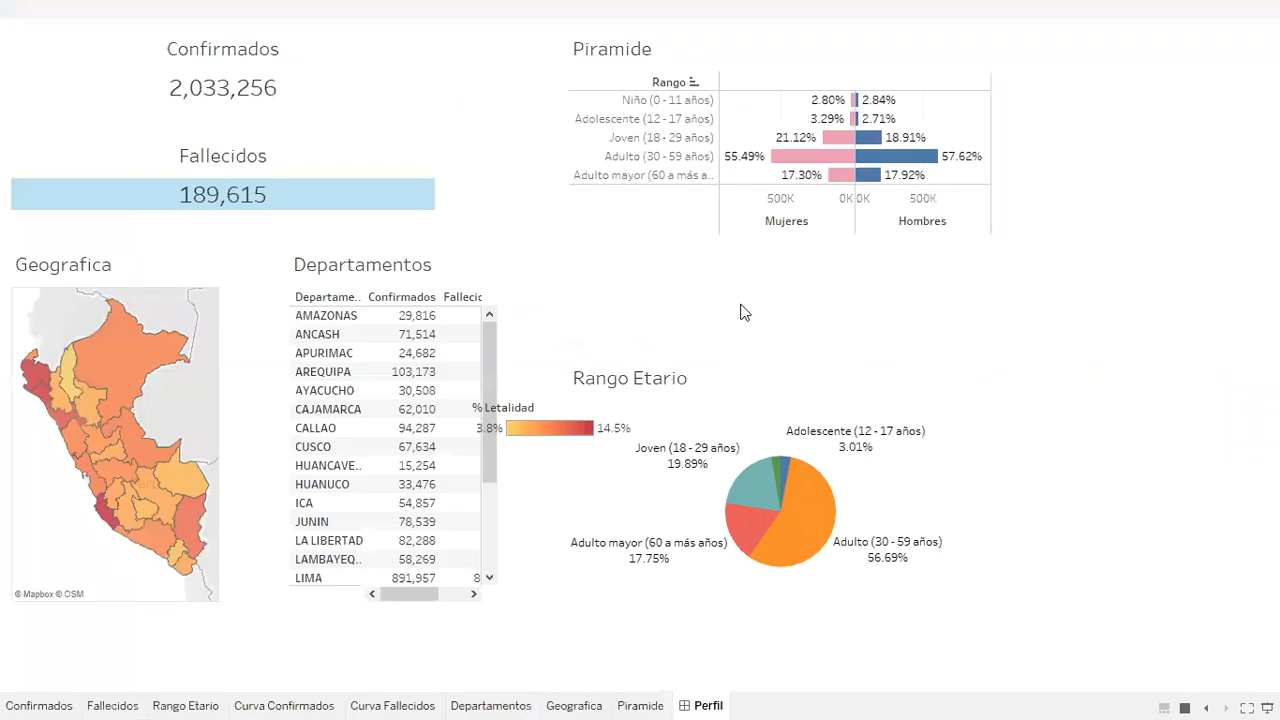 Confirmados
2,033,256
Fallecidos
189,615
Piramide
Rango
Niño (0 - 11 años) 2.80% 2.84%
Adolescente (12 - 17 años) 3.29% 2.71%
Joven (18 - 29 años) 21.12% 18.91%
Adulto (30 - 59 años) 55.49% 57.62%
Adulto mayor (60 a más a.. 17.30% 17.92%
500K 0K 0K 500K
Mujeres Hombres
Geografica
© Mapbox © OSM
Departamentos
Departame.. Confirmados Fallecic
AMAZONAS 29,816
ANCASH 71,514
APURIMAC 24,682
AREQUIPA 103,173
AYACUCHO 30,508
CAJAMARCA 62,010
CALLAO 94,287
CUSCO 67,634
HUANCAVE.. 15,254
HUANUCO 33,476
ICA 54,857
JUNIN 78,539
LA LIBERTAD 82,288
LAMBAYEQ.. 58,269
LIMA 891,957 8
% Letalidad
3.8% 14.5%
Rango Etario
Adolescente (12 - 17 años)
3.01%
Joven (18 - 29 años)
19.89%
Adulto mayor (60 a más años)
17.75%
Adulto (30 - 59 años)
56.69%
Confirmados Fallecidos Rango Etario Curva Confirmados Curva Fallecidos Departamentos Geografica Piramide Perfil